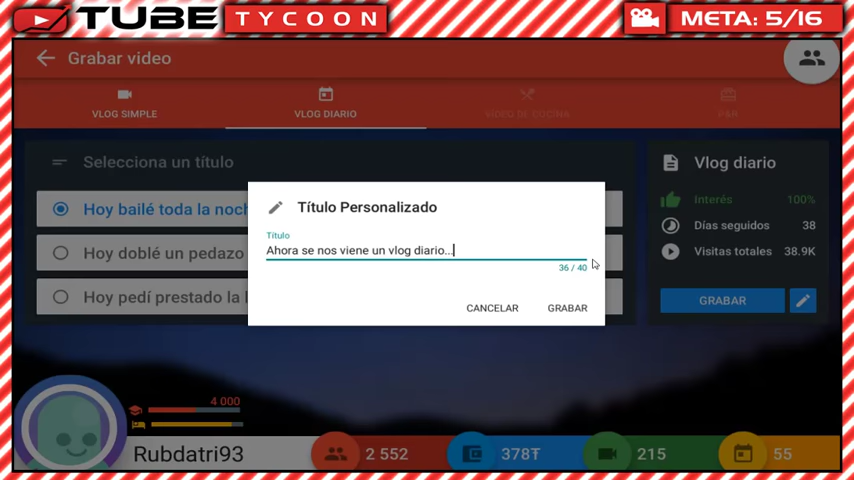 TUBE TYCOON
META: 5/16
Grabar video
VLOG SIMPLE
VLOG DIARIO
VIDEO DE COCINA
P&R
Selecciona un título
Hoy bailé toda la noch
Hoy doblé un pedazo
Hoy pedí prestado la l
Título Personalizado
Título
Ahora se nos viene un vlog diario...
36 / 40
CANCELAR
GRABAR
Vlog diario
Interés 100%
Días seguidos 38
Visitas totales 38.9K
GRABAR
4 000
Rubdatri93
2 552
378₸
215
55